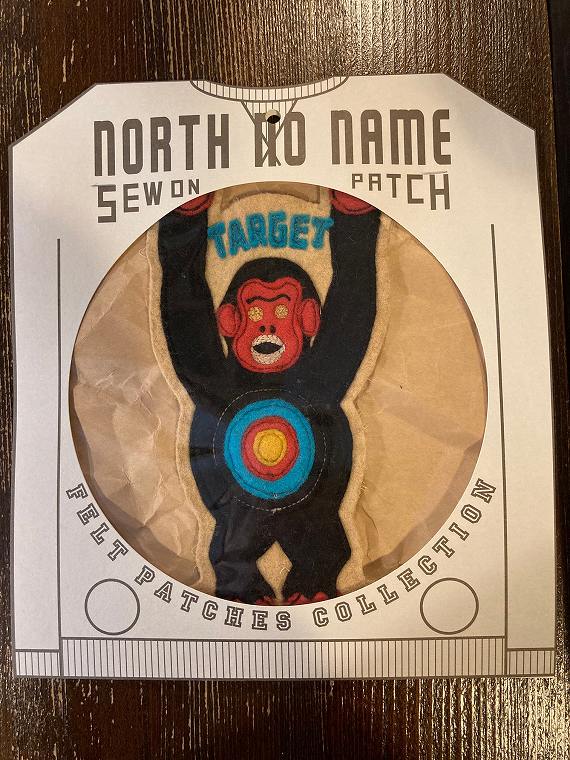 NORTH NO NAME
SEW ON PATCH
TARGET
FELT PATCHES COLLECTION